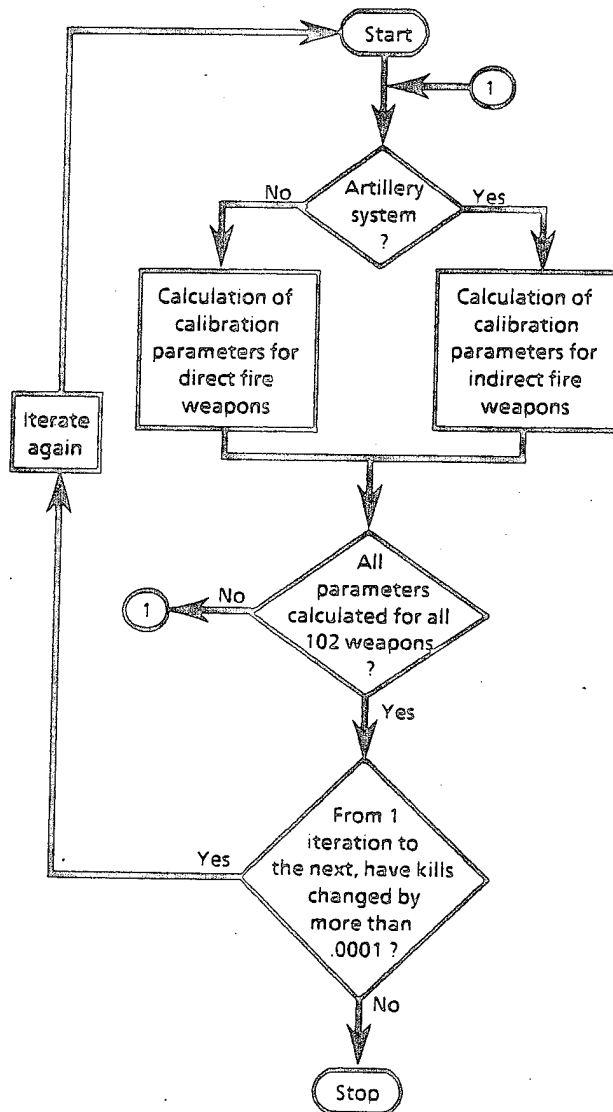 Start
1
Artillery
system
?
No
Yes
Calculation of
calibration
parameters for
direct fire
weapons
Calculation of
calibration
parameters for
indirect fire
weapons
Iterate
again
All
parameters
calculated for all
102 weapons
?
No
1
Yes
From 1
iteration to
the next, have kills
changed by
more than
.0001 ?
Yes
No
Stop